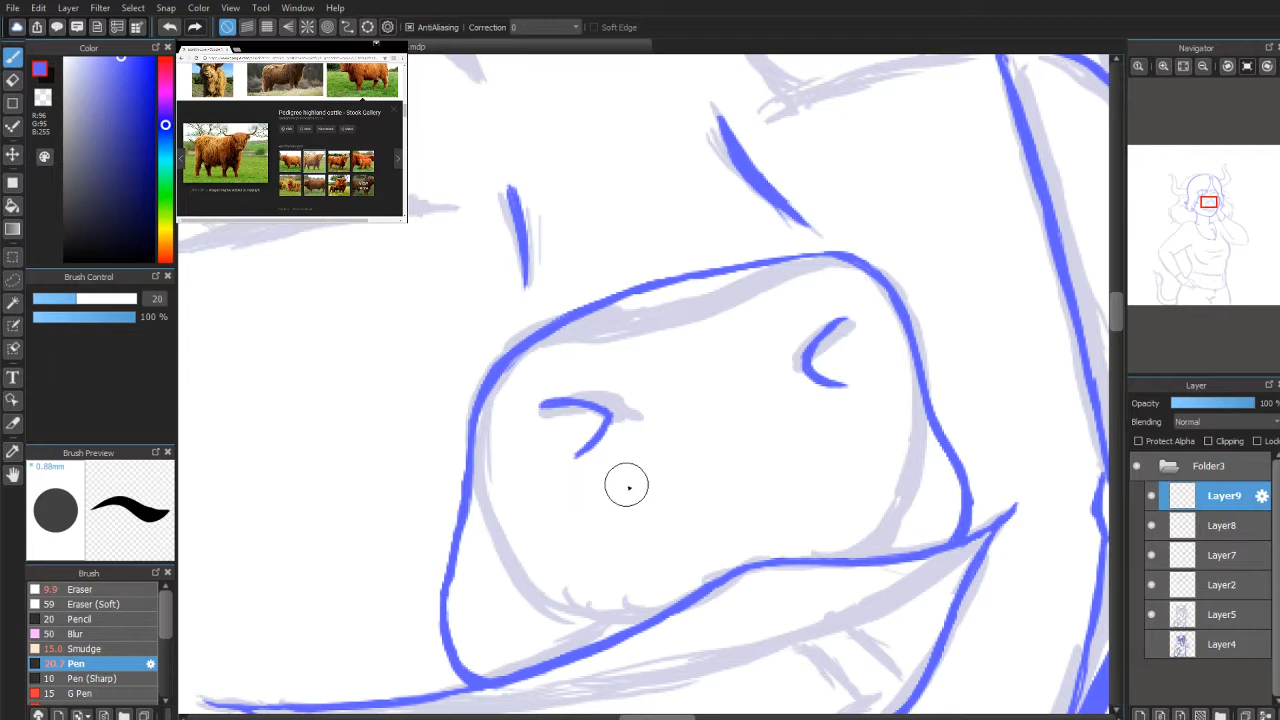 File Edit Layer Filter Select Snap Color View Tool Window Help
AntiAliasing Correction 0 Soft Edge
Color
.mdp
Navigator
R:96
G:95
B:255
Pedigree highland cattle - Stock Gallery
Brush Control
20
100 %
Brush Preview
* 0.88mm
Brush
9.9 Eraser
59 Eraser (Soft)
20 Pencil
50 Blur
15.0 Smudge
20.7 Pen
10 Pen (Sharp)
15 G Pen
Layer
Opacity 100 %
Blending Normal
Protect Alpha Clipping Lock
Folder3
Layer9
Layer8
Layer7
Layer2
Layer5
Layer4